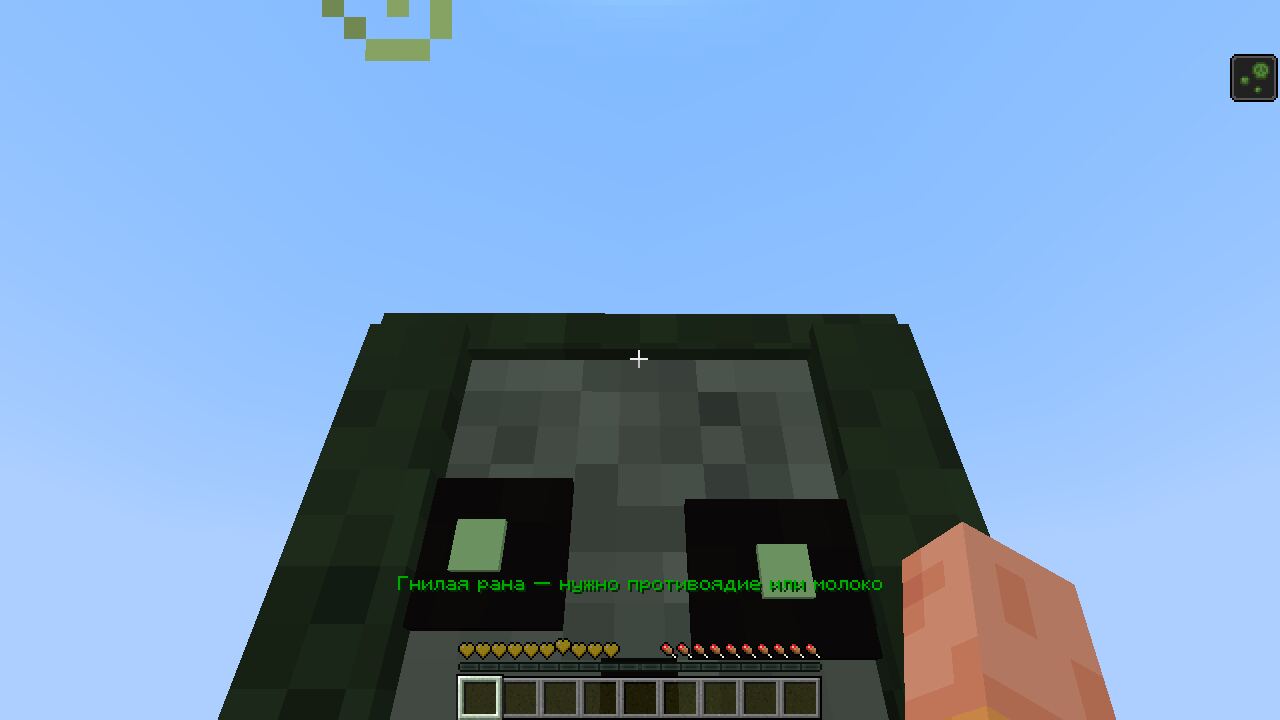 Гнилая рана — нужно противоядие или молоко